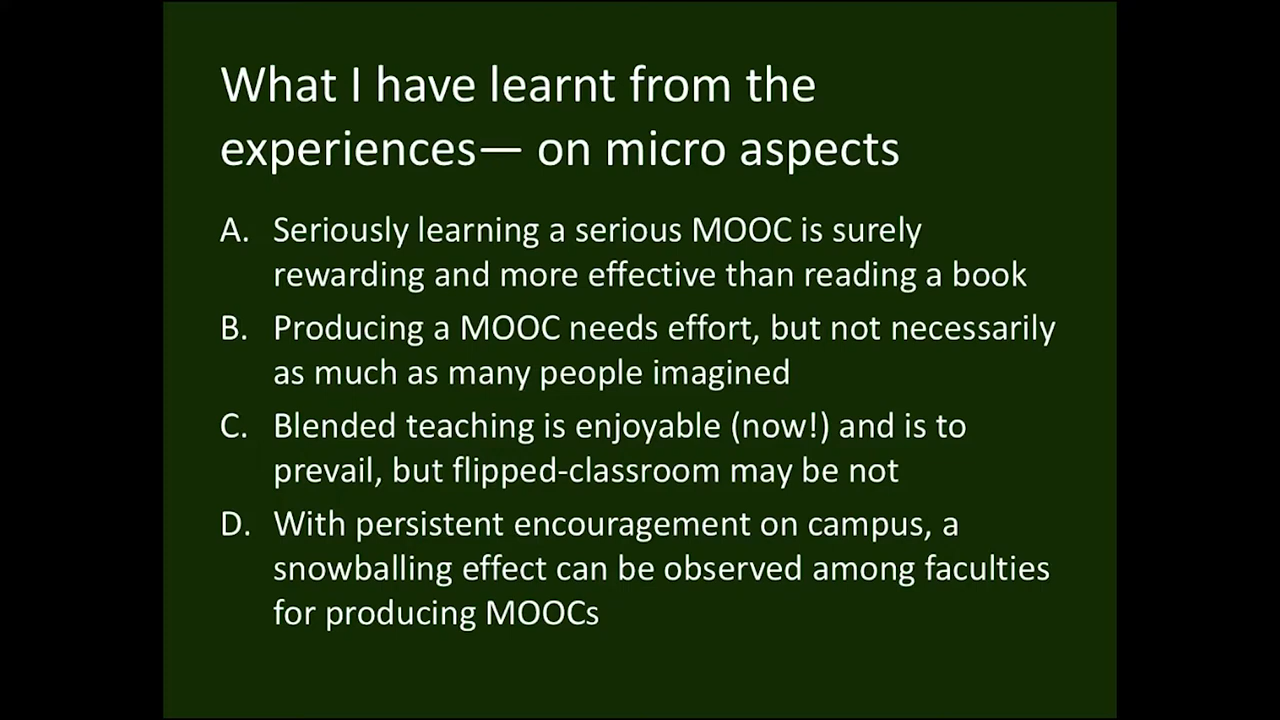 What I have learnt from the
experiences— on micro aspects
A. Seriously learning a serious MOOC is surely
rewarding and more effective than reading a book
B. Producing a MOOC needs effort, but not necessarily
as much as many people imagined
C. Blended teaching is enjoyable (now!) and is to
prevail, but flipped-classroom may be not
D. With persistent encouragement on campus, a
snowballing effect can be observed among faculties
for producing MOOCs